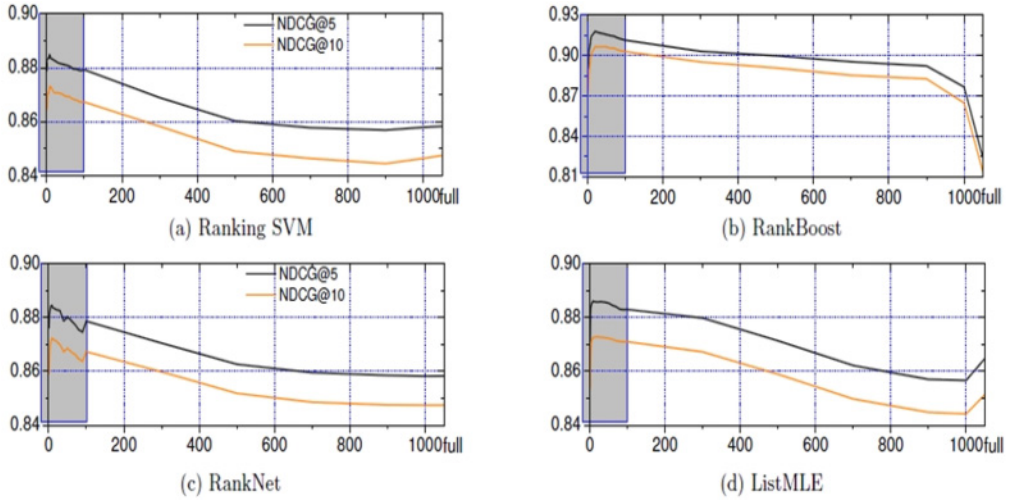 0.90
0.88
0.86
0.84
NDCG@5
NDCG@10
0 200 400 600 800 1000full
(a) Ranking SVM
0.93
0.90
0.87
0.84
0.81
0 200 400 600 800 1000full
(b) RankBoost
0.90
0.88
0.86
0.84
NDCG@5
NDCG@10
0 200 400 600 800 1000full
(c) RankNet
0.90
0.88
0.86
0.84
0 200 400 600 800 1000full
(d) ListMLE